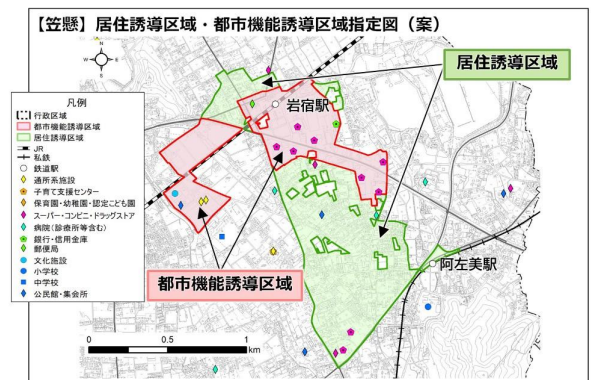 【笠懸】居住誘導区域・都市機能誘導区域指定図（案）
N
W
E
S
居住誘導区域
岩宿駅
凡例
行政区域
都市機能誘導区域
居住誘導区域
JR
私鉄
鉄道駅
通所系施設
子育て支援センター
保育園・幼稚園・認定こども園
スーパー・コンビニ・ドラッグストア
病院（診療所等含む）
銀行・信用金庫
郵便局
文化施設
小学校
中学校
公民館・集会所
阿左美駅
都市機能誘導区域
0
0.5
1
km